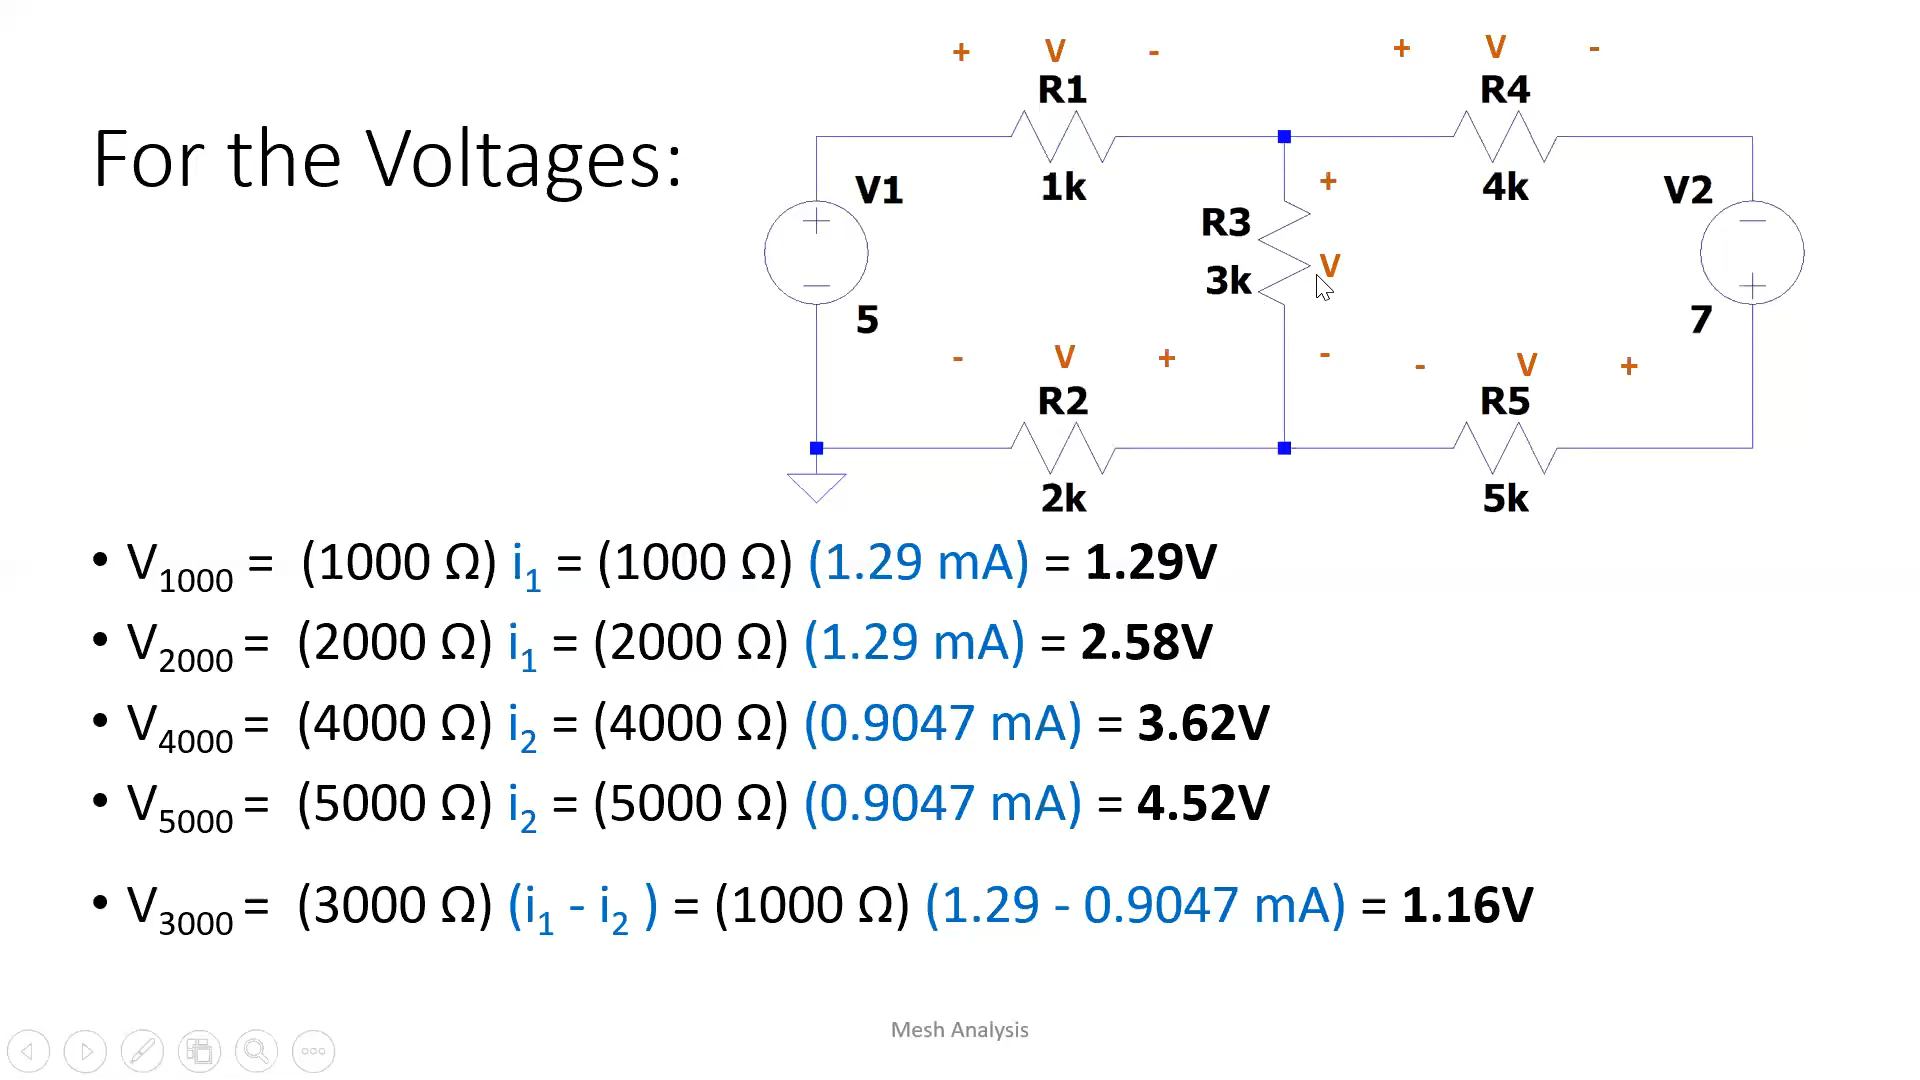 + V - + V -
R1 R4
For the Voltages:
1k + 4k
V1 V2
R3
V
3k
5 7
- V + - - V +
R2 R5
2k 5k
• V1000 = (1000 Ω) i1 = (1000 Ω) (1.29 mA) = 1.29V
• V2000 = (2000 Ω) i1 = (2000 Ω) (1.29 mA) = 2.58V
• V4000 = (4000 Ω) i2 = (4000 Ω) (0.9047 mA) = 3.62V
• V5000 = (5000 Ω) i2 = (5000 Ω) (0.9047 mA) = 4.52V
• V3000 = (3000 Ω) (i1 - i2 ) = (1000 Ω) (1.29 - 0.9047 mA) = 1.16V
Mesh Analysis